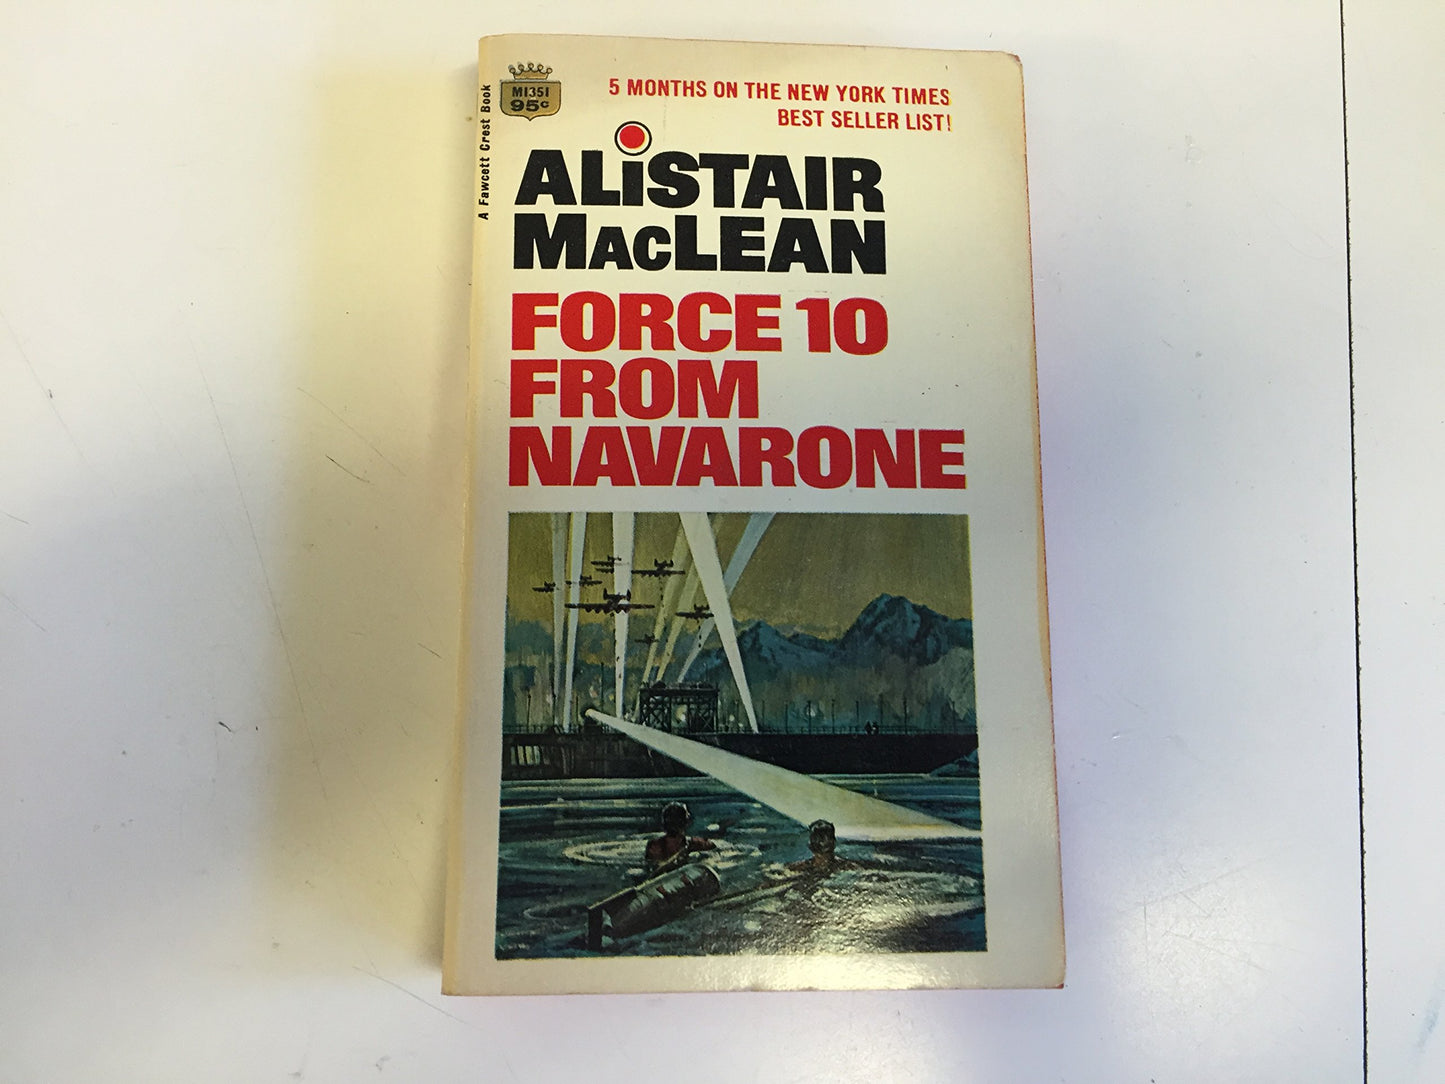 A Fawcett Crest Book
M1351
95c
5 MONTHS ON THE NEW YORK TIMES
BEST SELLER LIST!
ALiSTAIR
MACLEAN
FORCE 10
FROM
NAVARONE